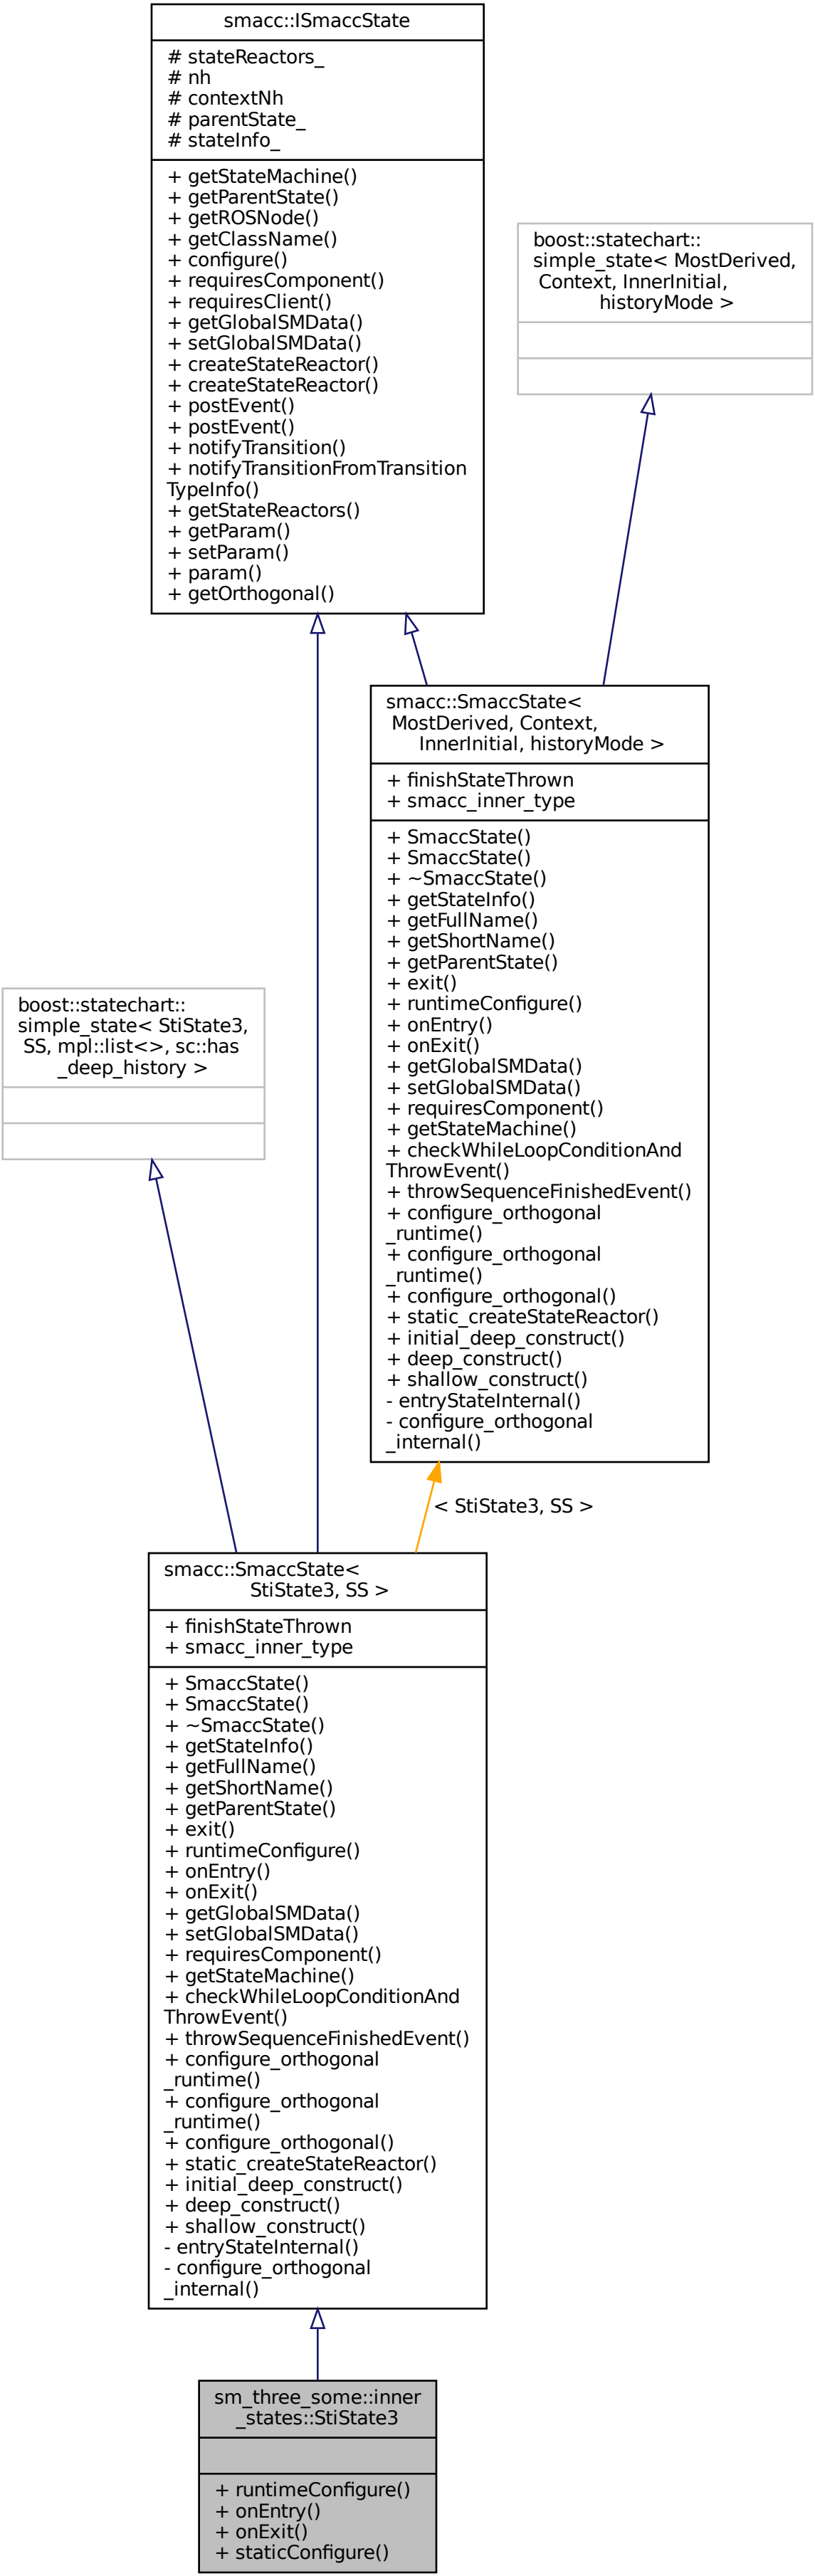 smacc::ISmaccState
# stateReactors_
# nh
# contextNh
# parentState_
# stateInfo_
+ getStateMachine()
+ getParentState()
+ getROSNode()
+ getClassName()
+ configure()
+ requiresComponent()
+ requiresClient()
+ getGlobalSMData()
+ setGlobalSMData()
+ createStateReactor()
+ createStateReactor()
+ postEvent()
+ postEvent()
+ notifyTransition()
+ notifyTransitionFromTransition
TypeInfo()
+ getStateReactors()
+ getParam()
+ setParam()
+ param()
+ getOrthogonal()
boost::statechart::
simple_state< MostDerived,
Context, InnerInitial,
historyMode >
smacc::SmaccState<
MostDerived, Context,
InnerInitial, historyMode >
+ finishStateThrown
+ smacc_inner_type
+ SmaccState()
+ SmaccState()
+ ~SmaccState()
+ getStateInfo()
+ getFullName()
+ getShortName()
+ getParentState()
+ exit()
+ runtimeConfigure()
+ onEntry()
+ onExit()
+ getGlobalSMData()
+ setGlobalSMData()
+ requiresComponent()
+ getStateMachine()
+ checkWhileLoopConditionAnd
ThrowEvent()
+ throwSequenceFinishedEvent()
+ configure_orthogonal
_runtime()
+ configure_orthogonal
_runtime()
+ configure_orthogonal()
+ static_createStateReactor()
+ initial_deep_construct()
+ deep_construct()
+ shallow_construct()
- entryStateInternal()
- configure_orthogonal
_internal()
boost::statechart::
simple_state< StiState3,
SS, mpl::list<>, sc::has
_deep_history >
< StiState3, SS >
smacc::SmaccState<
StiState3, SS >
+ finishStateThrown
+ smacc_inner_type
+ SmaccState()
+ SmaccState()
+ ~SmaccState()
+ getStateInfo()
+ getFullName()
+ getShortName()
+ getParentState()
+ exit()
+ runtimeConfigure()
+ onEntry()
+ onExit()
+ getGlobalSMData()
+ setGlobalSMData()
+ requiresComponent()
+ getStateMachine()
+ checkWhileLoopConditionAnd
ThrowEvent()
+ throwSequenceFinishedEvent()
+ configure_orthogonal
_runtime()
+ configure_orthogonal
_runtime()
+ configure_orthogonal()
+ static_createStateReactor()
+ initial_deep_construct()
+ deep_construct()
+ shallow_construct()
- entryStateInternal()
- configure_orthogonal
_internal()
sm_three_some::inner
_states::StiState3
+ runtimeConfigure()
+ onEntry()
+ onExit()
+ staticConfigure()